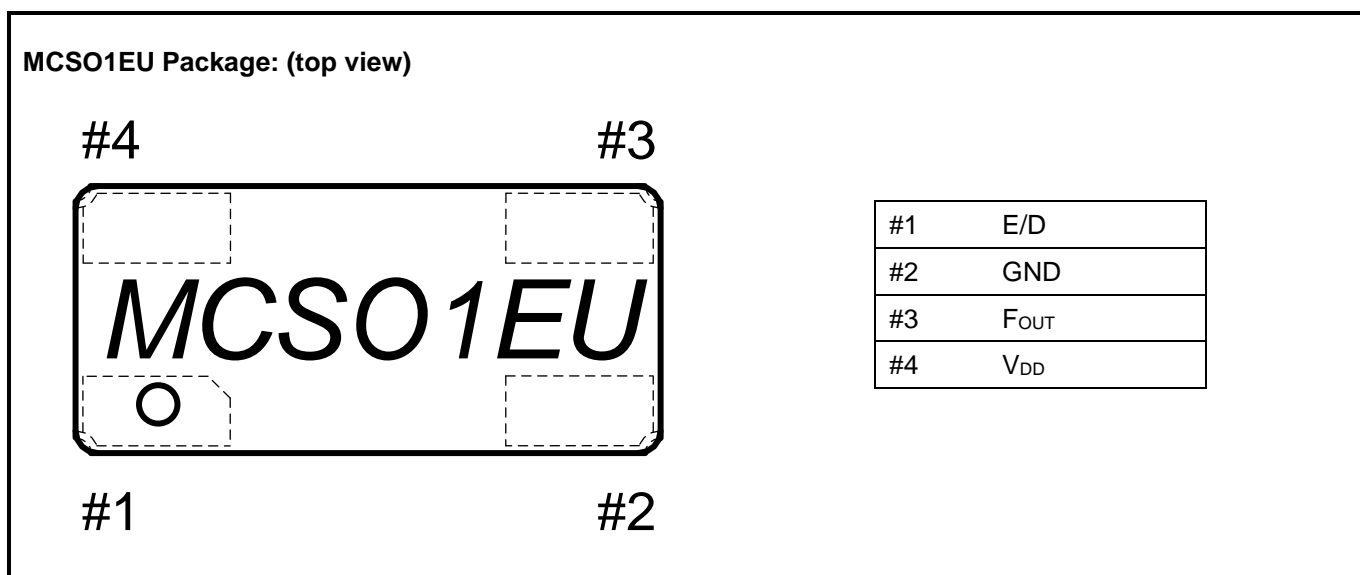 MCSO1EU Package: (top view)
#4 #3
MCSO1EU
#1 #2
#1 E/D
#2 GND
#3 FOUT
#4 VDD